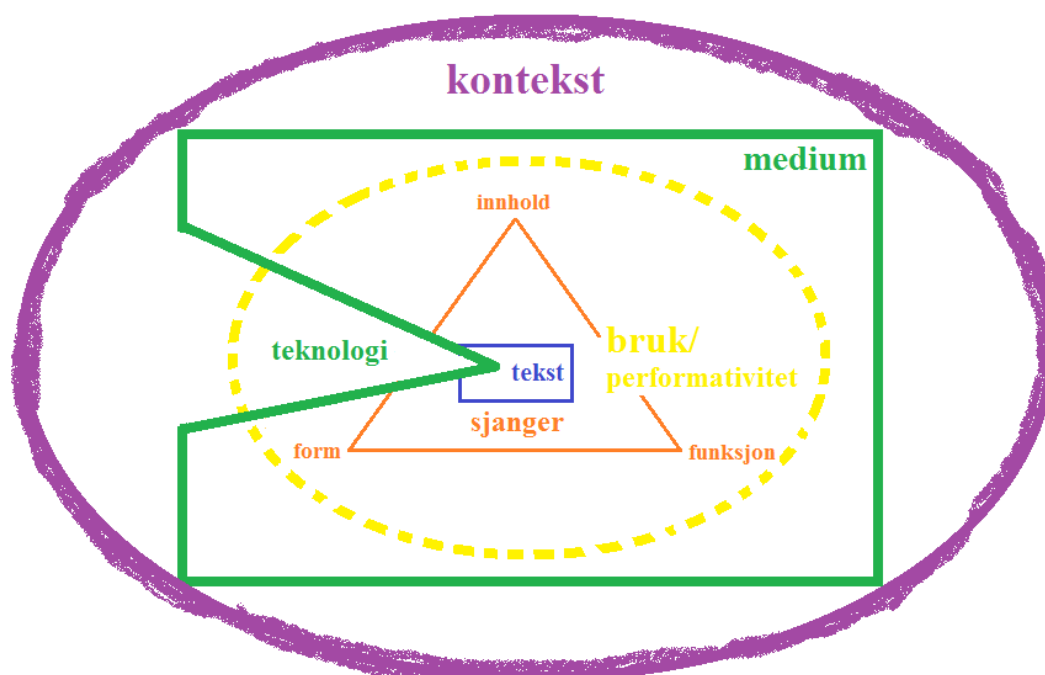 kontekst
medium
innhold
bruk/
performativitet
teknologi
tekst
sjanger
form
funksjon